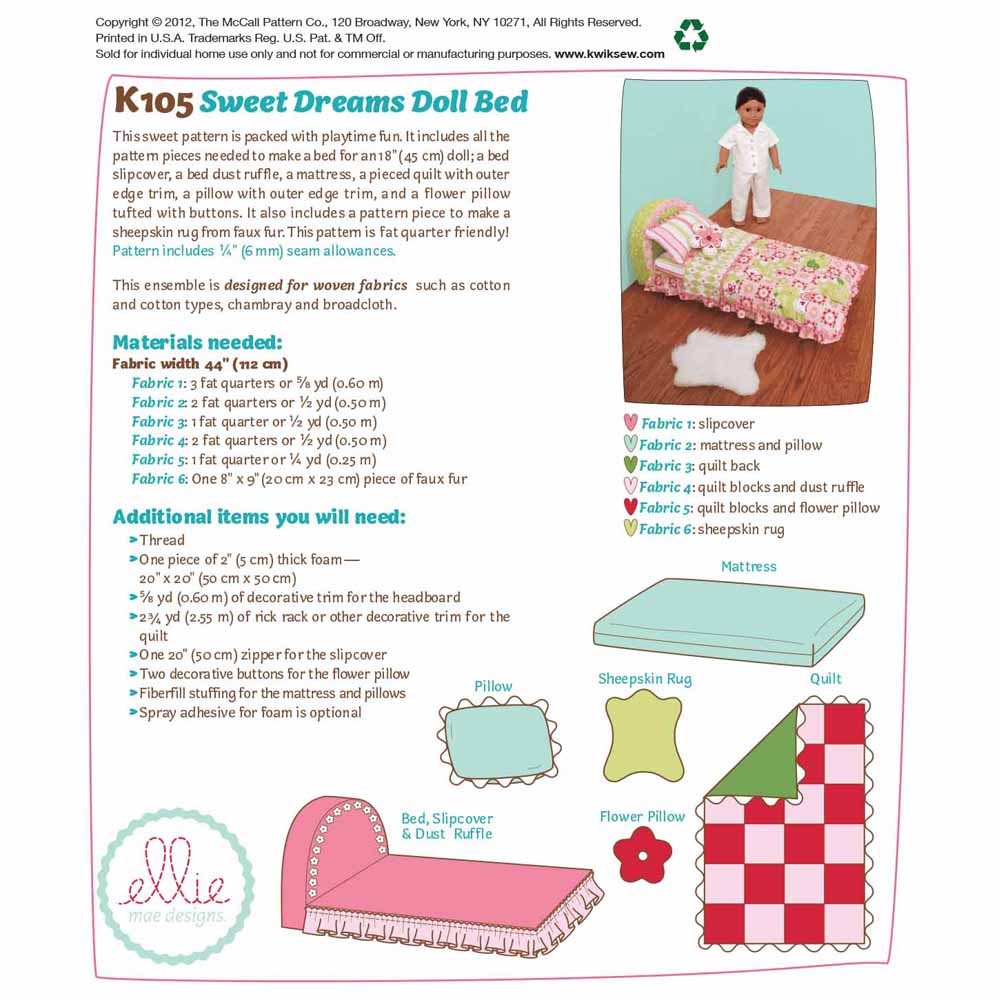 Copyright © 2012, The McCall Pattern Co., 120 Broadway, New York, NY 10271, All Rights Reserved.
Printed in U.S.A. Trademarks Reg. U.S. Pat. & TM Off.
Sold for individual home use only and not for commercial or manufacturing purposes. www.kwiksew.com
K105 Sweet Dreams Doll Bed
This sweet pattern is packed with playtime fun. It includes all the
pattern pieces needed to make a bed for an 18" (45 cm) doll; a bed
slipcover, a bed dust ruffle, a mattress, a pieced quilt with outer
edge trim, a pillow with outer edge trim, and a flower pillow
tufted with buttons. It also includes a pattern piece to make a
sheepskin rug from faux fur. This pattern is fat quarter friendly!
Pattern includes ¼" (6 mm) seam allowances.
This ensemble is designed for woven fabrics such as cotton
and cotton types, chambray and broadcloth.
Materials needed:
Fabric width 44" (112 cm)
Fabric 1: 3 fat quarters or ⅝ yd (0.60 m)
Fabric 2: 2 fat quarters or ½ yd (0.50 m)
Fabric 3: 1 fat quarter or ½ yd (0.50 m)
Fabric 4: 2 fat quarters or ½ yd (0.50 m)
Fabric 5: 1 fat quarter or ¼ yd (0.25 m)
Fabric 6: One 8" x 9" (20 cm x 23 cm) piece of faux fur
Additional items you will need:
Thread
One piece of 2" (5 cm) thick foam—
20" x 20" (50 cm x 50 cm)
⅝ yd (0.60 m) of decorative trim for the headboard
2¾ yd (2.55 m) of rick rack or other decorative trim for the
quilt
One 20" (50 cm) zipper for the slipcover
Two decorative buttons for the flower pillow
Fiberfill stuffing for the mattress and pillows
Spray adhesive for foam is optional
Fabric 1: slipcover
Fabric 2: mattress and pillow
Fabric 3: quilt back
Fabric 4: quilt blocks and dust ruffle
Fabric 5: quilt blocks and flower pillow
Fabric 6: sheepskin rug
Mattress
Pillow
Sheepskin Rug
Quilt
Bed, Slipcover
& Dust Ruffle
Flower Pillow
ellie
mae designs.